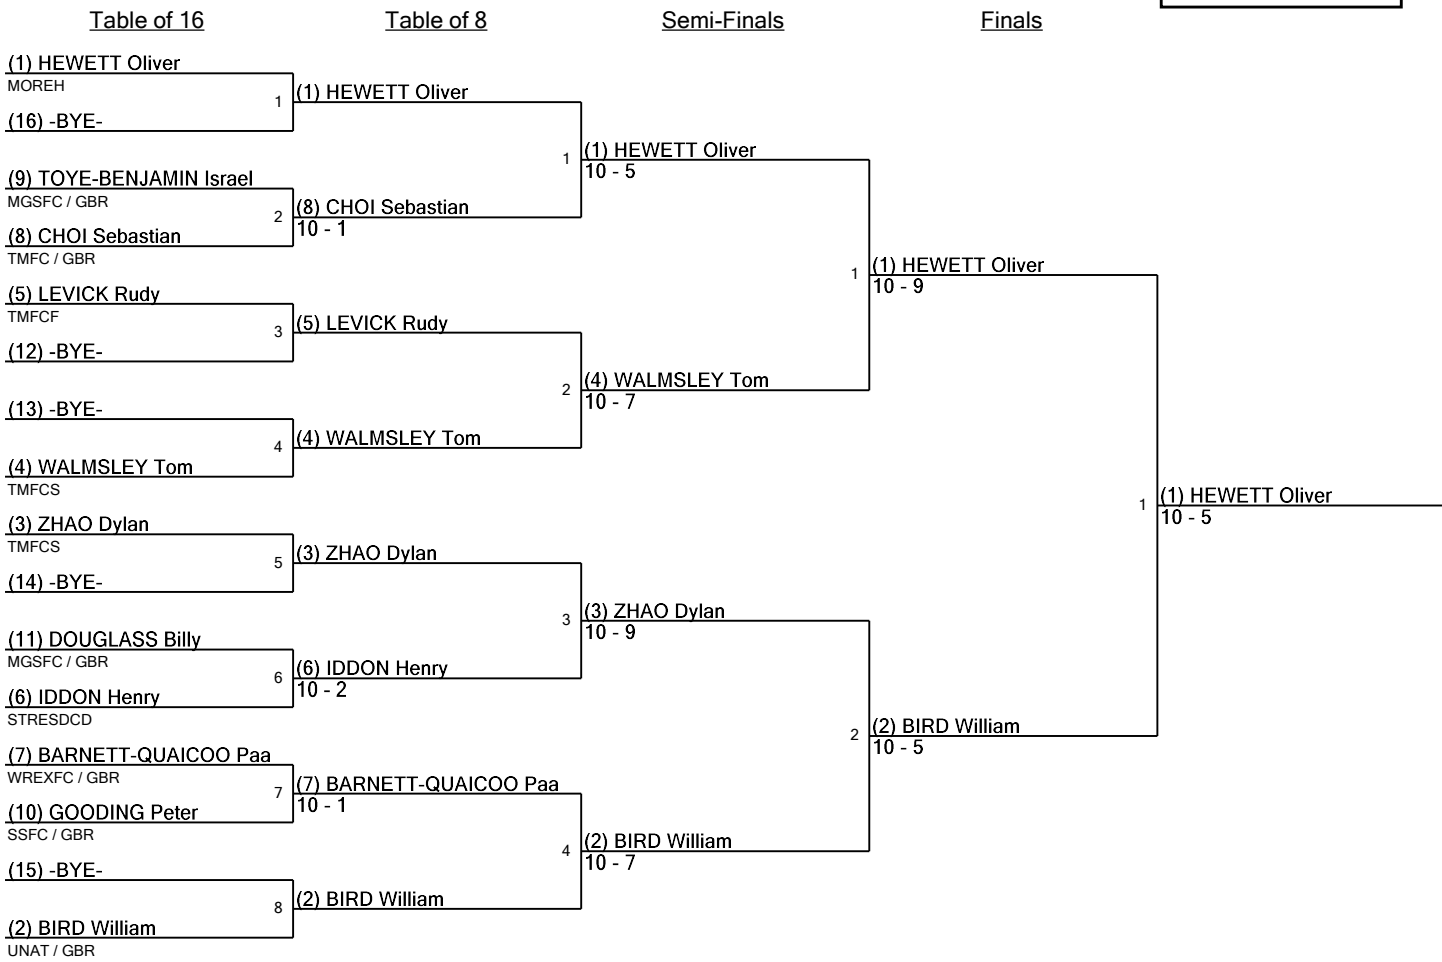 Table of 16
Table of 8
Semi-Finals
Finals
(1) HEWETT Oliver
MOREH
1
(16) -BYE-
(9) TOYE-BENJAMIN Israel
MGSFC / GBR
2
(8) CHOI Sebastian
TMFC / GBR
(5) LEVICK Rudy
TMFCF
3
(12) -BYE-
(13) -BYE-
4
(4) WALMSLEY Tom
TMFCS
(3) ZHAO Dylan
TMFCS
5
(14) -BYE-
(11) DOUGLASS Billy
MGSFC / GBR
6
(6) IDDON Henry
STRESDCD
(7) BARNETT-QUAICOO Paa
WREXFC / GBR
7
(10) GOODING Peter
SSFC / GBR
(15) -BYE-
8
(2) BIRD William
UNAT / GBR
(1) HEWETT Oliver
1
(8) CHOI Sebastian
10 - 1
(5) LEVICK Rudy
2
(4) WALMSLEY Tom
(3) ZHAO Dylan
3
(6) IDDON Henry
10 - 2
(7) BARNETT-QUAICOO Paa
10 - 1
4
(2) BIRD William
(1) HEWETT Oliver
10 - 5
1
(4) WALMSLEY Tom
10 - 7
(3) ZHAO Dylan
10 - 9
2
(2) BIRD William
10 - 7
(1) HEWETT Oliver
10 - 9
1
(2) BIRD William
10 - 5
(1) HEWETT Oliver
10 - 5